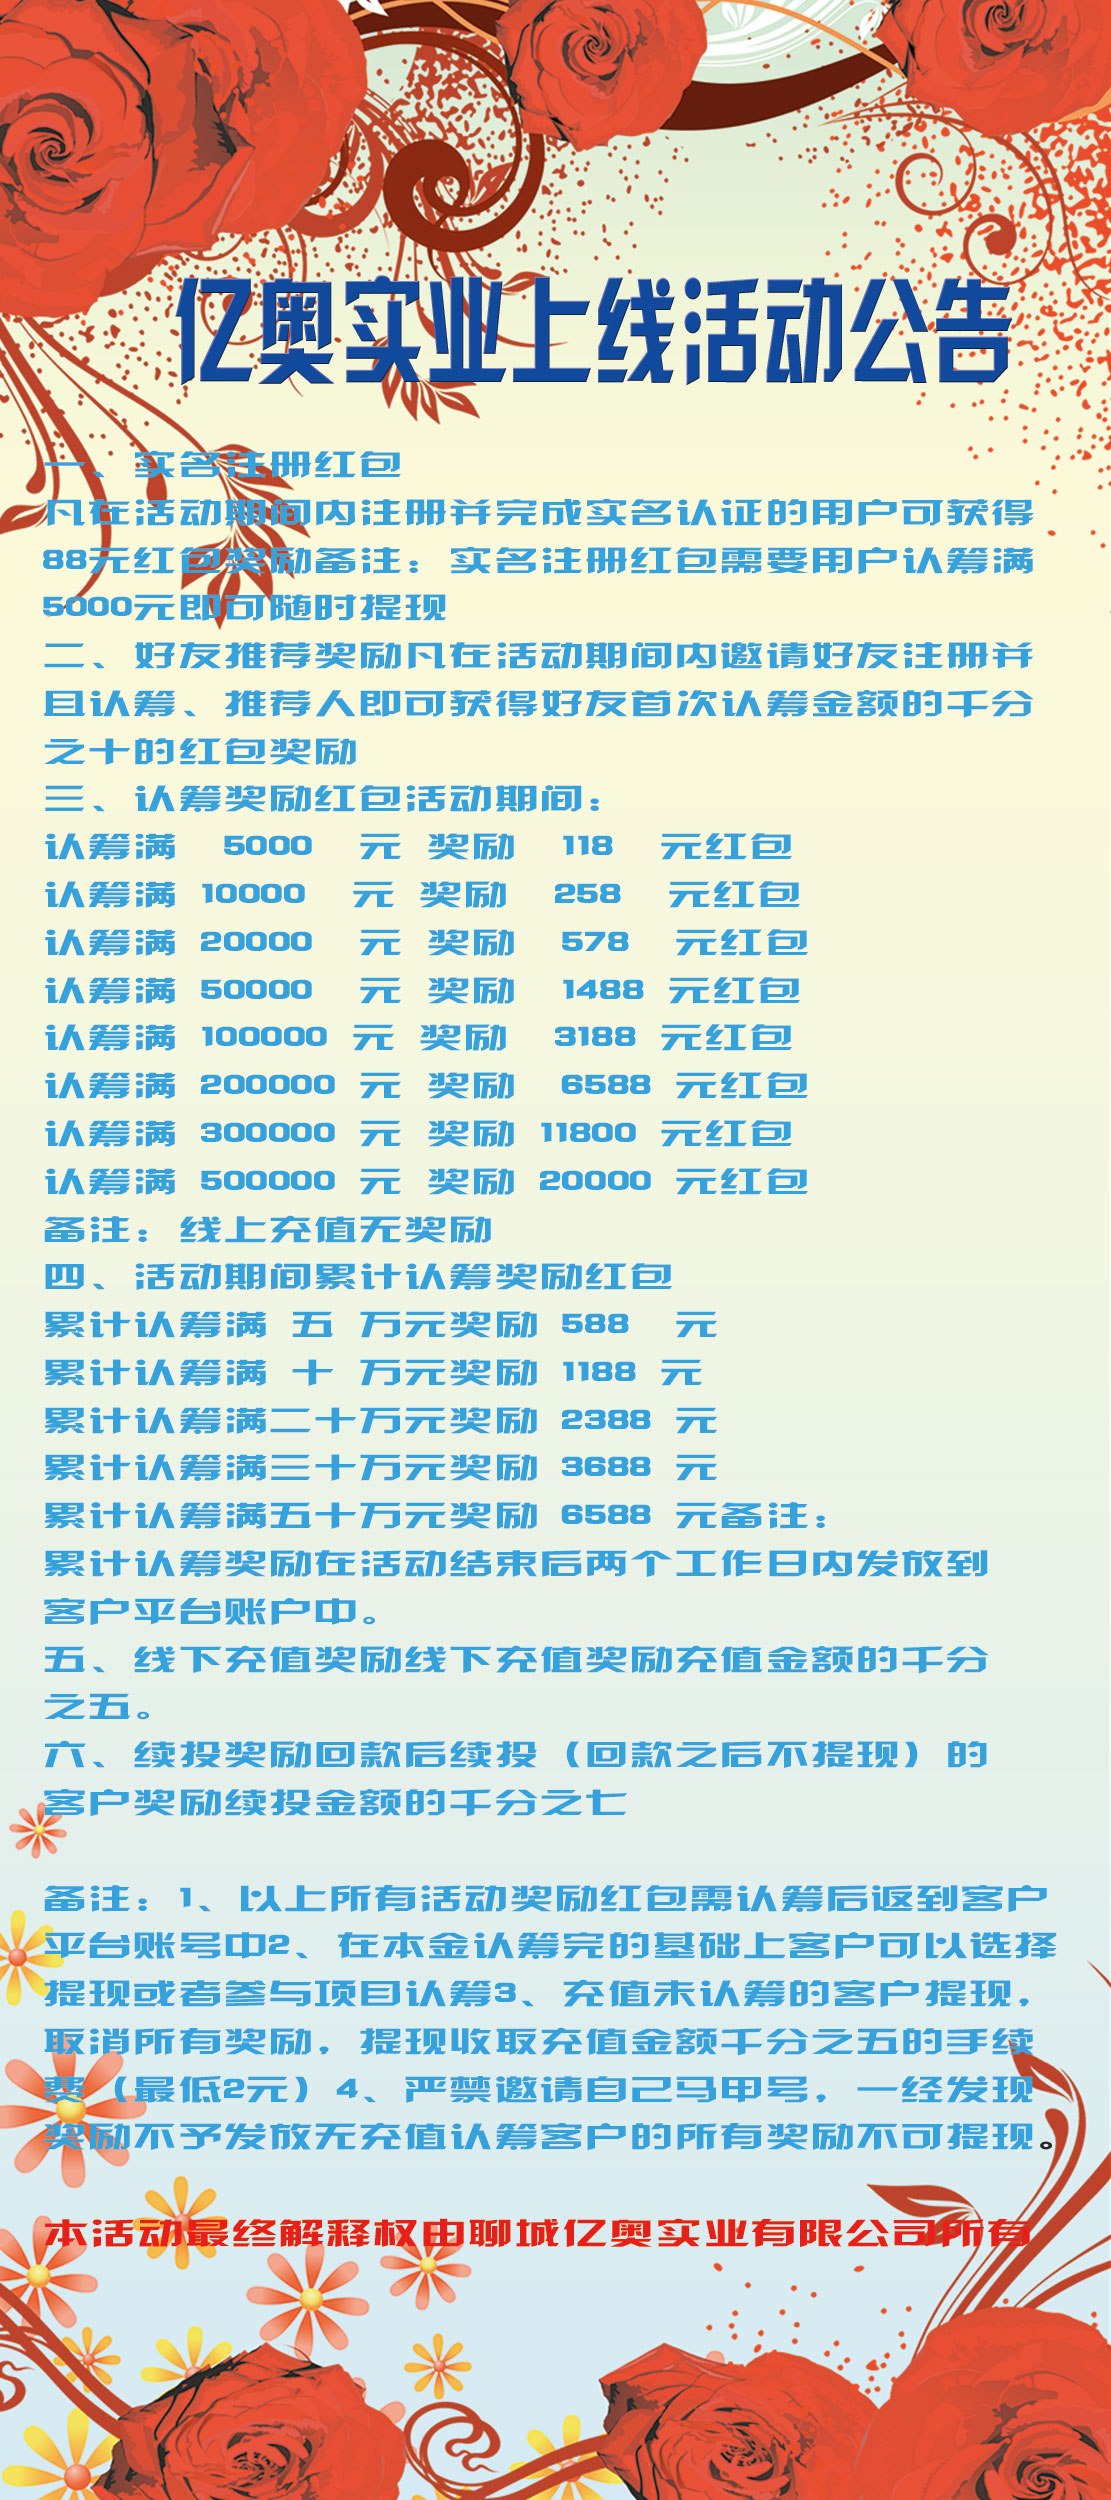 亿奥实业上线活动公告
一、实名注册红包
凡在活动期间内注册并完成实名认证的用户可获得
88元红包奖励备注：实名注册红包需要用户认筹满
5000元即可随时提现
二、好友推荐奖励凡在活动期间内邀请好友注册并
且认筹、推荐人即可获得好友首次认筹金额的千分
之十的红包奖励
三、认筹奖励红包活动期间：
认筹满 5000 元 奖励 118 元红包
认筹满 10000 元 奖励 258 元红包
认筹满 20000 元 奖励 578 元红包
认筹满 50000 元 奖励 1488 元红包
认筹满 100000 元 奖励 3188 元红包
认筹满 200000 元 奖励 6588 元红包
认筹满 300000 元 奖励 11800 元红包
认筹满 500000 元 奖励 20000 元红包
备注：线上充值无奖励
四、活动期间累计认筹奖励红包
累计认筹满 五 万元奖励 588 元
累计认筹满 十 万元奖励 1188 元
累计认筹满二十万元奖励 2388 元
累计认筹满三十万元奖励 3688 元
累计认筹满五十万元奖励 6588 元备注：
累计认筹奖励在活动结束后两个工作日内发放到
客户平台账户中。
五、线下充值奖励线下充值奖励充值金额的千分
之五。
六、续投奖励回款后续投（回款之后不提现）的
客户奖励续投金额的千分之七
备注：1、以上所有活动奖励红包需认筹后返到客户
平台账号中2、在本金认筹完的基础上客户可以选择
提现或者参与项目认筹3、充值未认筹的客户提现，
取消所有奖励，提现收取充值金额千分之五的手续
费（最低2元）4、严禁邀请自己马甲号，一经发现
奖励不予发放无充值认筹客户的所有奖励不可提现。
本活动最终解释权由聊城亿奥实业有限公司所有